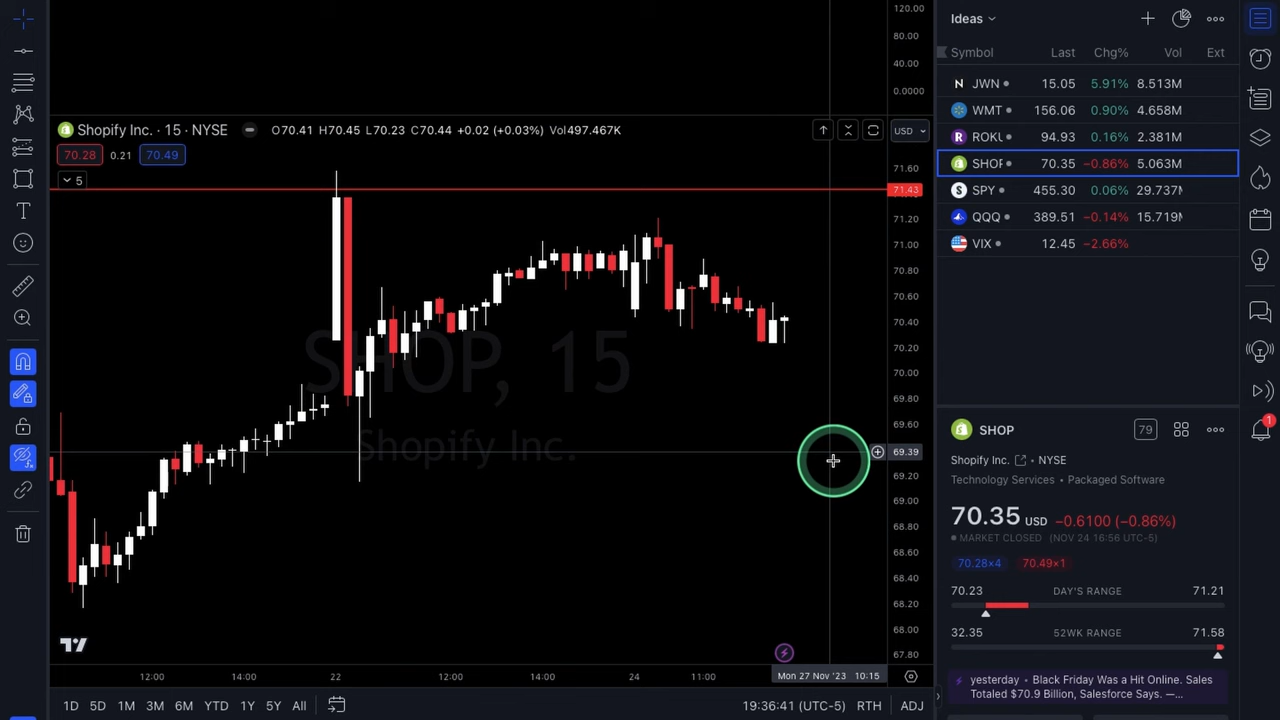 120.00
80.00
40.00
0.0000
Shopify Inc. · 15 · NYSE O70.41 H70.45 L70.23 C70.44 +0.02 (+0.03%) Vol497.467K
USD
70.28 0.21 70.49
5
71.60
71.43
71.20
71.00
70.80
70.60
70.40
70.20
70.00
69.80
69.60
69.39
69.20
69.00
68.80
68.60
68.40
68.20
68.00
67.80
SHOP, 15
Shopify Inc.
12:00 14:00 22 12:00 14:00 24 11:00 Mon 27 Nov '23 10:15
1D 5D 1M 3M 6M YTD 1Y 5Y All 19:36:41 (UTC-5) RTH ADJ
Ideas
Symbol Last Chg% Vol Ext
N JWN 15.05 5.91% 8.513M
WMT 156.06 0.90% 4.658M
R ROKU 94.93 0.16% 2.381M
SHOP 70.35 −0.86% 5.063M
S SPY 455.30 0.06% 29.737M
QQQ 389.51 −0.14% 15.719M
VIX 12.45 −2.66%
SHOP 79
Shopify Inc. • NYSE
Technology Services • Packaged Software
70.35 USD −0.6100 (−0.86%)
MARKET CLOSED (NOV 24 16:56 UTC-5)
70.28×4 70.49×1
70.23 DAY'S RANGE 71.21
32.35 52WK RANGE 71.58
yesterday • Black Friday Was a Hit Online. Sales
Totaled $70.9 Billion, Salesforce Says. —...
1